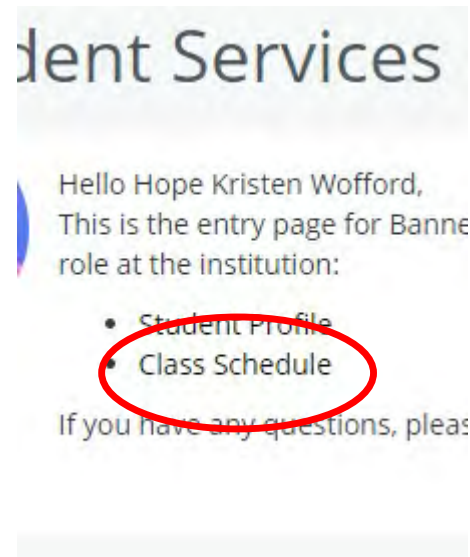 dent Services
Hello Hope Kristen Wofford,
This is the entry page for Banne
role at the institution:
• Student Profile
• Class Schedule
If you have any questions, pleas